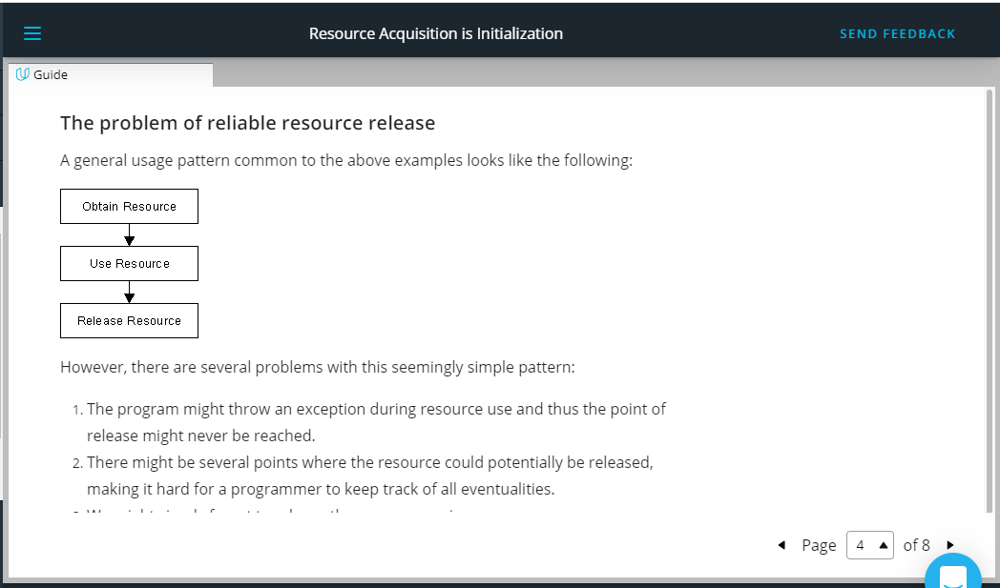 Resource Acquisition is Initialization
SEND FEEDBACK
Guide
The problem of reliable resource release
A general usage pattern common to the above examples looks like the following:
Obtain Resource
Use Resource
Release Resource
However, there are several problems with this seemingly simple pattern:
1. The program might throw an exception during resource use and thus the point of
release might never be reached.
2. There might be several points where the resource could potentially be released,
making it hard for a programmer to keep track of all eventualities.
Page 4 of 8